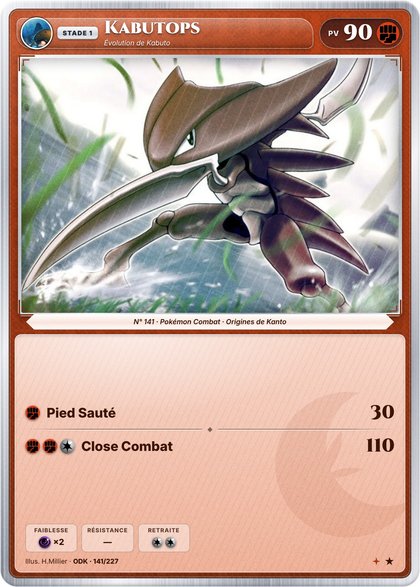 STADE 1
KABUTOPS
Évolution de Kabuto
PV 90
N° 141 · Pokémon Combat · Origines de Kanto
Pied Sauté 30
Close Combat 110
FAIBLESSE
×2
RÉSISTANCE
—
RETRAITE
Illus. H.Millier · ODK · 141/227